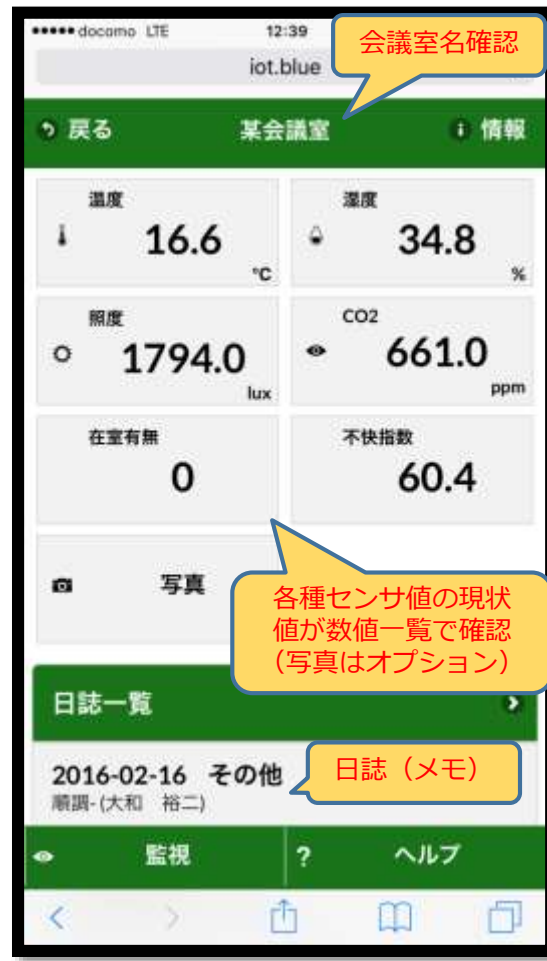 docomo LTE 12:39
会議室名確認
iot.blue
戻る 某会議室 i 情報
温度
16.6
℃
湿度
34.8
%
照度
1794.0
lux
CO2
661.0
ppm
在室有無
0
不快指数
60.4
写真
各種センサ値の現状
値が数値一覧で確認
(写真はオプション)
日誌一覧
2016-02-16 その他
日誌(メモ)
順調-(大和 裕二)
監視 ? ヘルプ